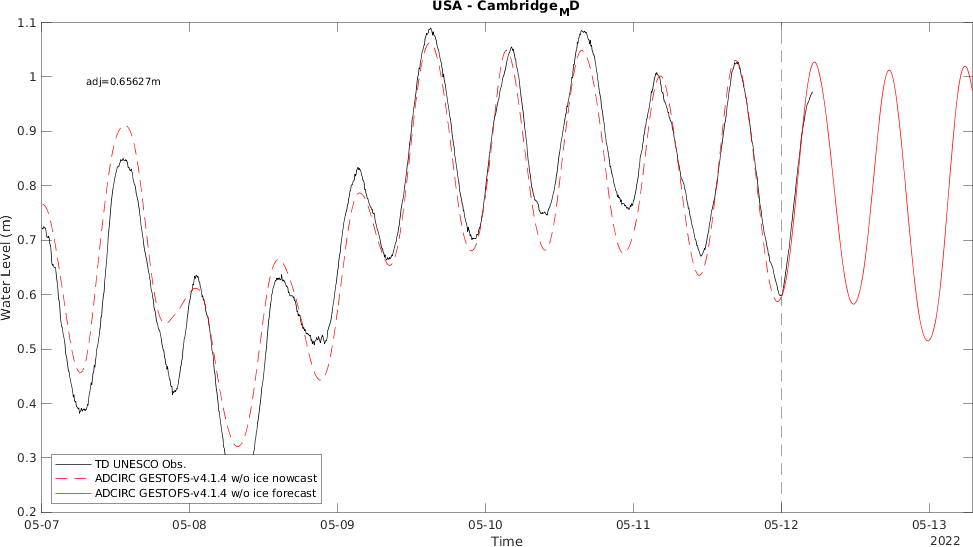 USA - Cambridge_MD
adj=0.65627m
1.1
1
0.9
0.8
0.7
0.6
0.5
0.4
0.3
0.2
Water Level (m)
TD UNESCO Obs.
ADCIRC GESTOFS-v4.1.4 w/o ice nowcast
ADCIRC GESTOFS-v4.1.4 w/o ice forecast
05-07 05-08 05-09 05-10 05-11 05-12 05-13
Time 2022